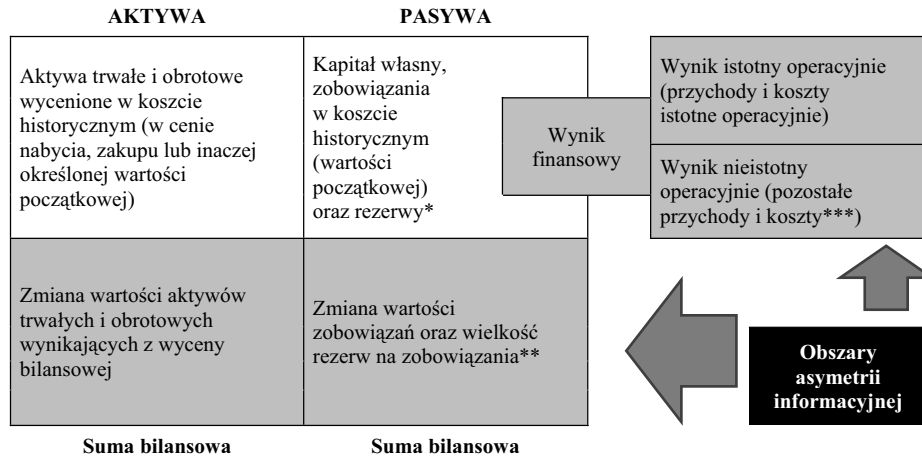 AKTYWA
PASYWA
Aktywa trwałe i obrotowe
wycenione w koszcie
historycznym (w cenie
nabycia, zakupu lub inaczej
określonej wartości
początkowej)
Kapitał własny,
zobowiązania
w koszcie
historycznym
(wartości
początkowej)
oraz rezerwy*
Wynik
finansowy
Wynik istotny operacyjnie
(przychody i koszty
istotne operacyjnie)
Wynik nieistotny
operacyjnie (pozostałe
przychody i koszty***)
Zmiana wartości aktywów
trwałych i obrotowych
wynikających z wyceny
bilansowej
Zmiana wartości
zobowiązań oraz wielkość
rezerw na zobowiązania**
Obszary
asymetrii
informacyjnej
Suma bilansowa
Suma bilansowa